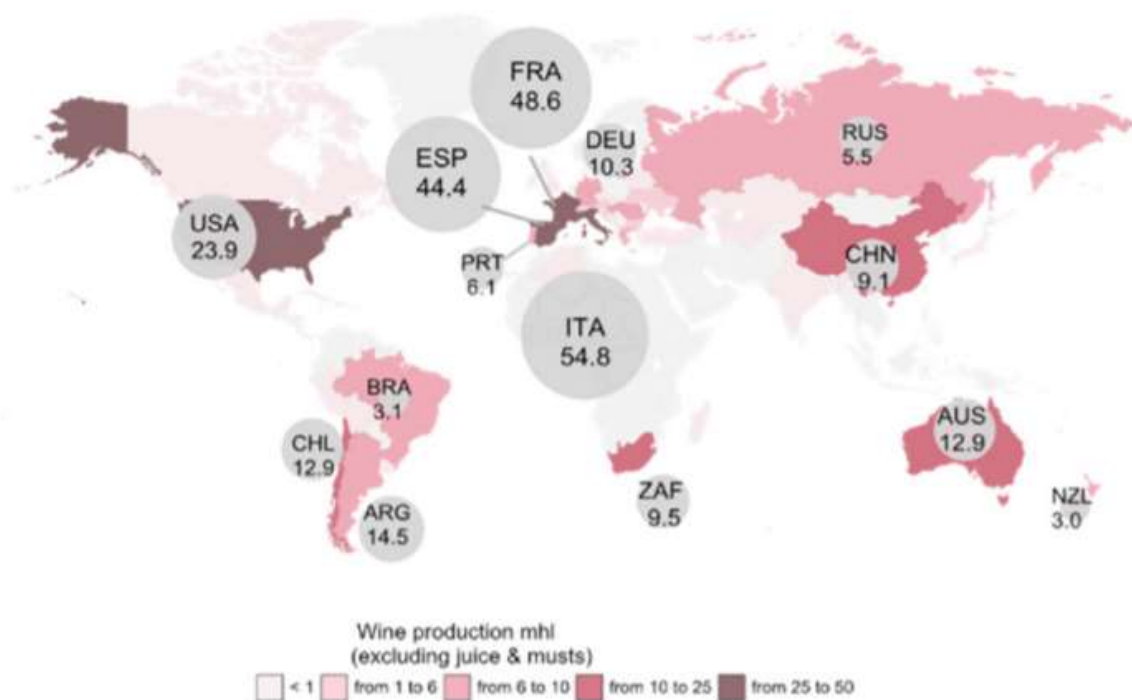 FRA
48.6
DEU
10.3
RUS
5.5
ESP
44.4
USA
23.9
PRT
6.1
CHN
9.1
ITA
54.8
BRA
3.1
CHL
12.9
AUS
12.9
ZAF
9.5
NZL
3.0
ARG
14.5
Wine production mhl
(excluding juice & musts)
< 1
from 1 to 6
from 6 to 10
from 10 to 25
from 25 to 50